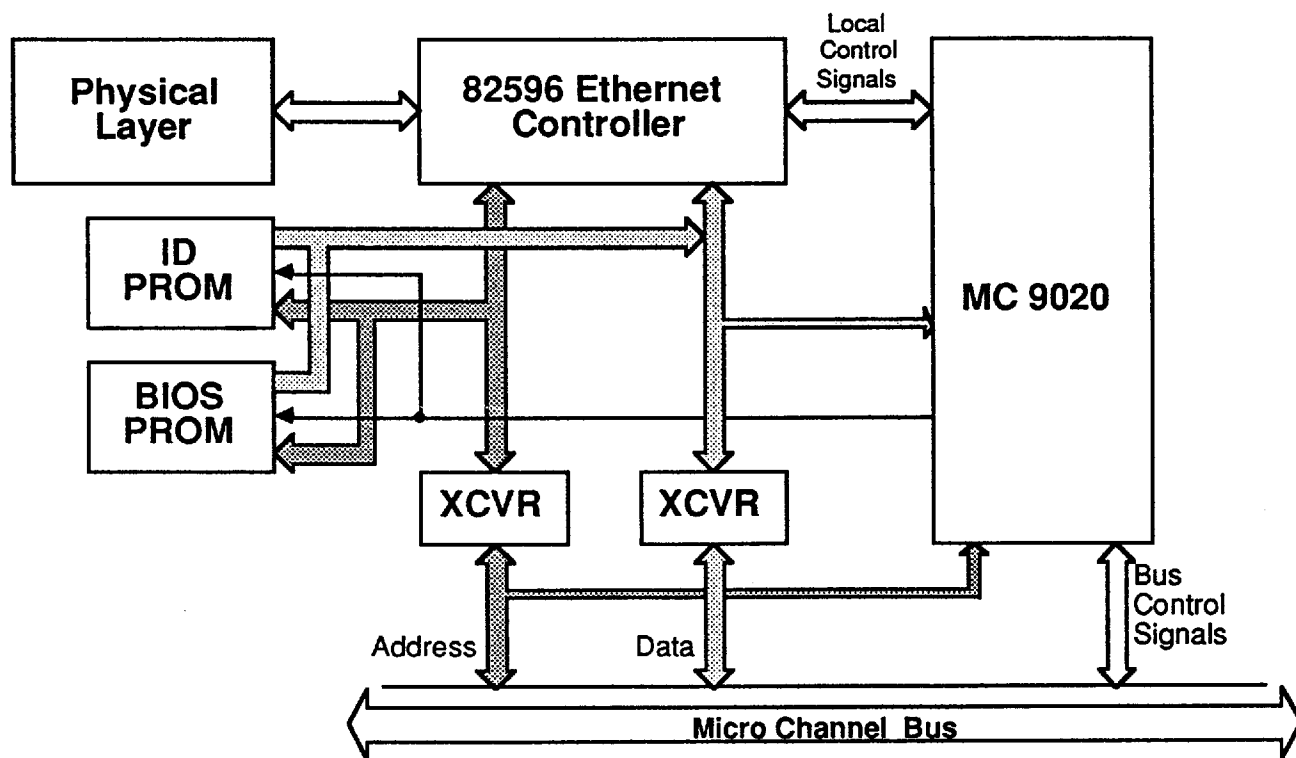 Physical
Layer
82596 Ethernet
Controller
Local
Control
Signals
MC 9020
ID
PROM
BIOS
PROM
XCVR
XCVR
Address
Data
Bus
Control
Signals
Micro Channel Bus